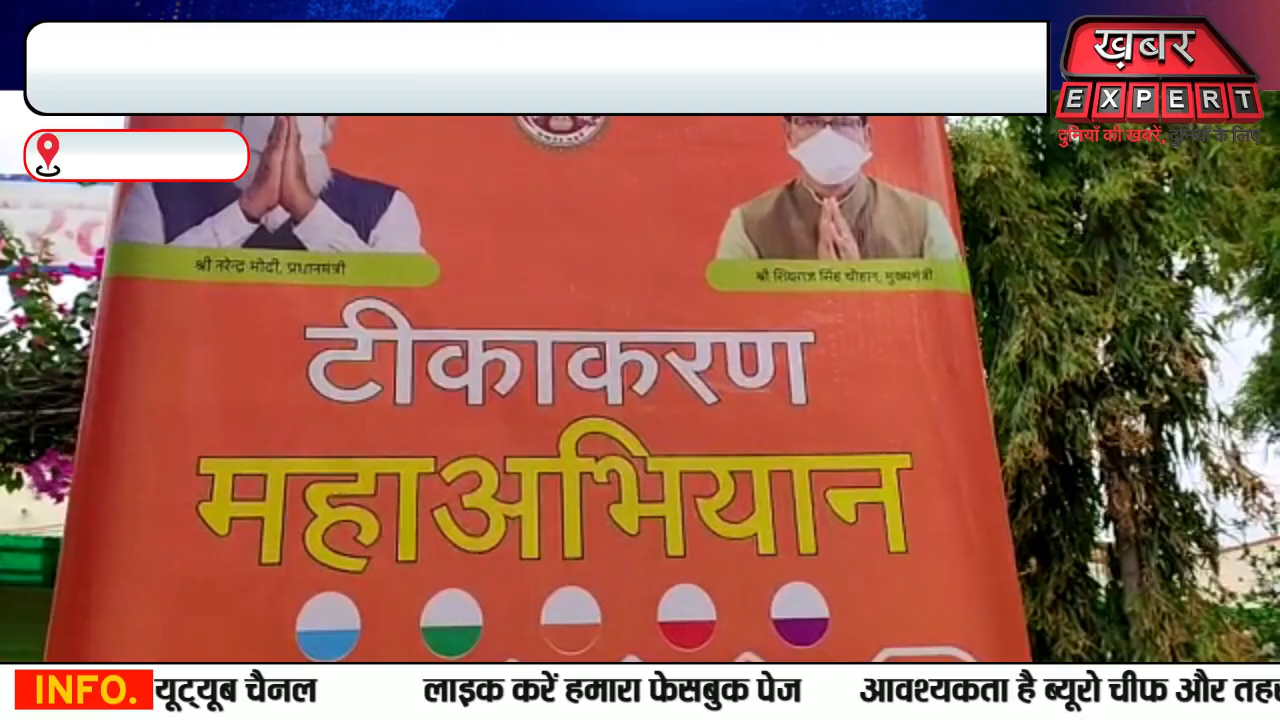 ख़बर
EXPERT
दुनियाँ की खबरें, दुनियाँ के लिए
श्री नरेन्द्र मोदी, प्रधानमंत्री
श्री शिवराज सिंह चौहान, मुख्यमंत्री
टीकाकरण
महाअभियान
INFO. यूट्यूब चैनल लाइक करें हमारा फेसबुक पेज आवश्यकता है ब्यूरो चीफ और